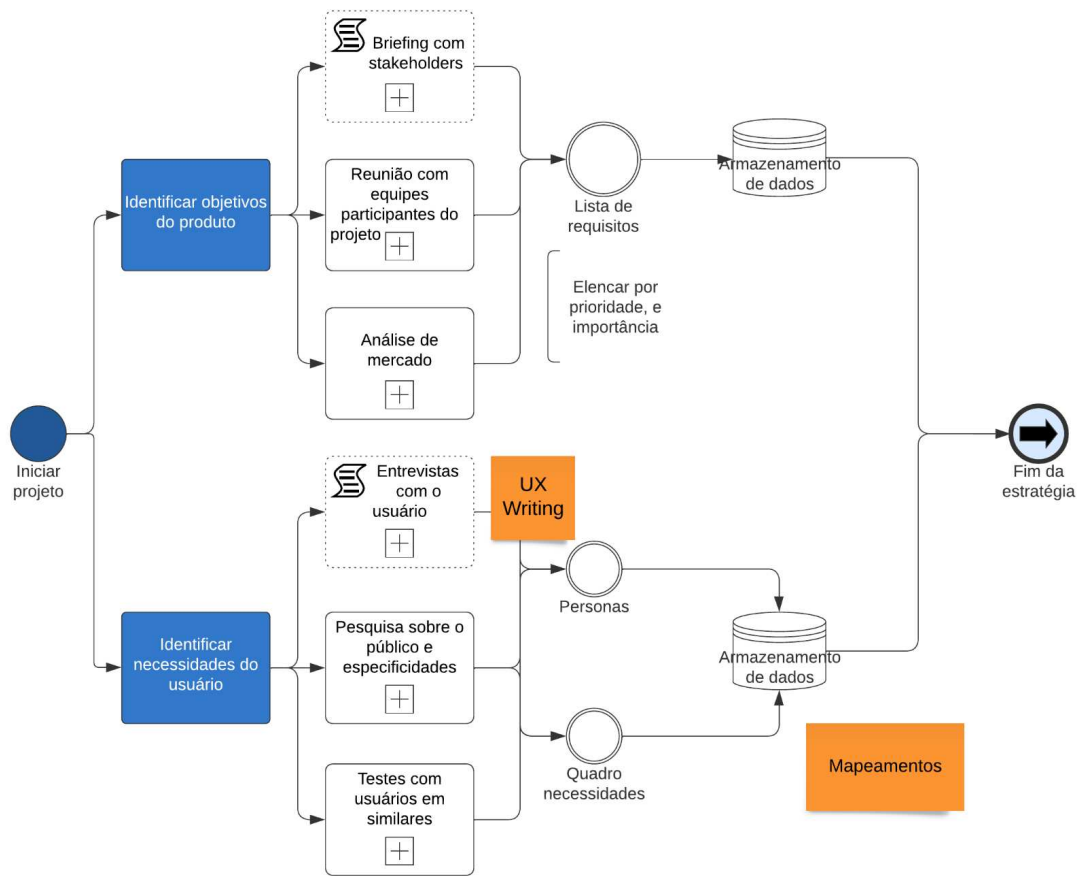 Briefing com
stakeholders
Identificar objetivos
do produto
Reunião com
equipes
participantes do
projeto
Lista de
requisitos
Armazenamento
de dados
Elencar por
prioridade, e
importância
Análise de
mercado
Iniciar
projeto
Fim da
estratégia
Entrevistas
com o
usuário
UX
Writing
Personas
Identificar
necessidades do
usuário
Pesquisa sobre o
público e
especificidades
Armazenamento
de dados
Quadro
necessidades
Mapeamentos
Testes com
usuários em
similares